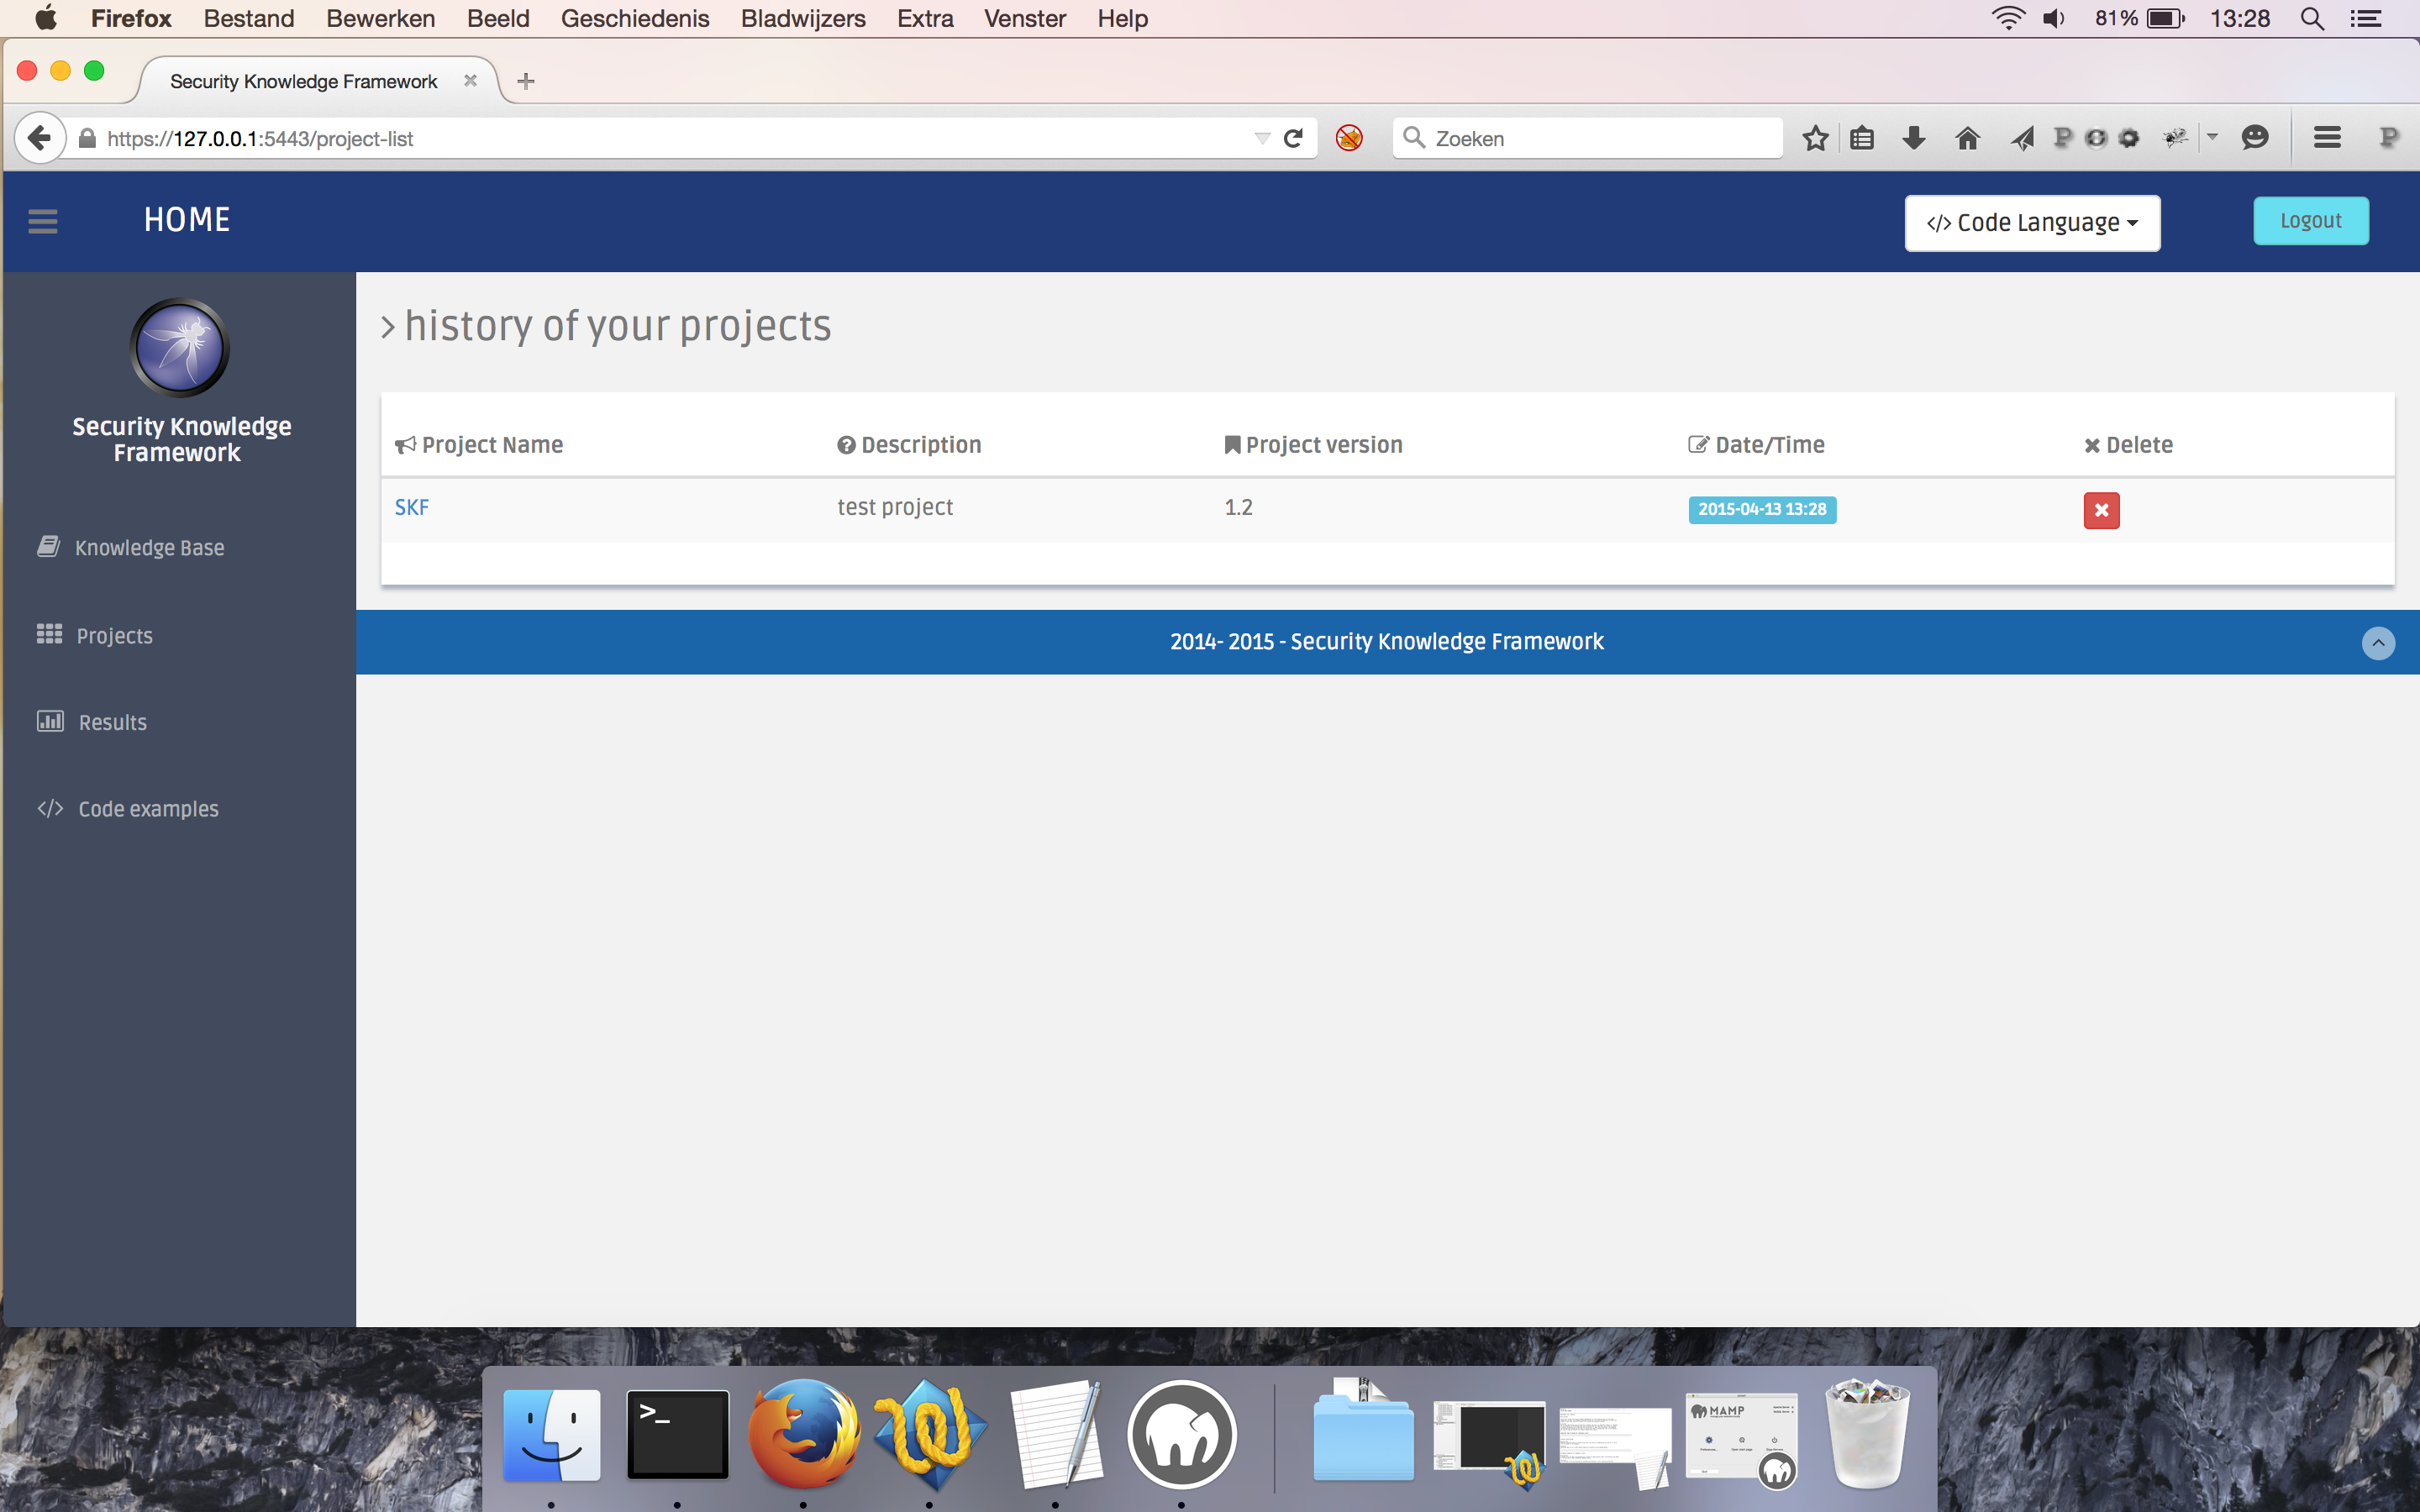 Firefox Bestand Bewerken Beeld Geschiedenis Bladwijzers Extra Venster Help 81% 13:28
Security Knowledge Framework
https://127.0.0.1:5443/project-list
Zoeken
HOME
Code Language
Logout
Security Knowledge
Framework
Knowledge Base
Projects
Results
Code examples
> history of your projects
Project Name Description Project version Date/Time Delete
SKF test project 1.2 2015-04-13 13:28
2014- 2015 - Security Knowledge Framework
MAMP